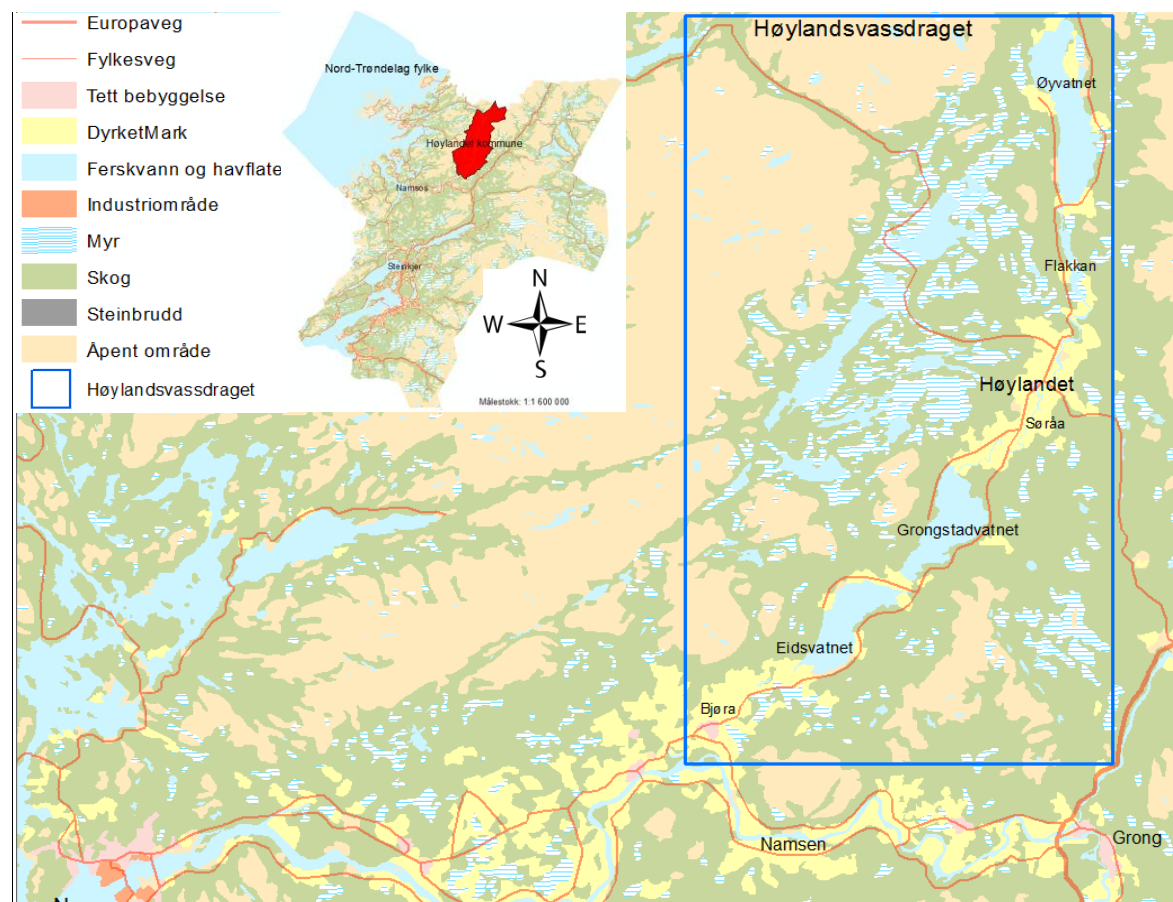 Europaveg
Fylkesveg
Tett bebyggelse
DyrketMark
Ferskvann og havflate
Industriområde
Myr
Skog
Steinbrudd
Åpent område
Høylandsvassdraget
Nord-Trøndelag fylke
Høylandet kommune
Namsos
Steinkjer
N
W
E
S
Målestokk: 1:1 600 000
Høylandsvassdraget
Øyvatnet
Flakkan
Høylandet
Søråa
Grongstadvatnet
Eidsvatnet
Bjøra
Namsen
Grong